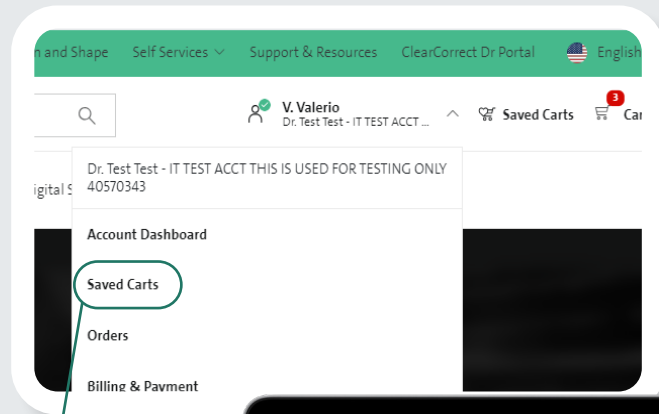 and Shape Self Services Support & Resources ClearCorrect Dr Portal English
V. Valerio
Dr. Test Test - IT TEST ACCT ...
Saved Carts
3
Dr. Test Test - IT TEST ACCT THIS IS USED FOR TESTING ONLY
40570343
Account Dashboard
Saved Carts
Orders
Billing & Payment